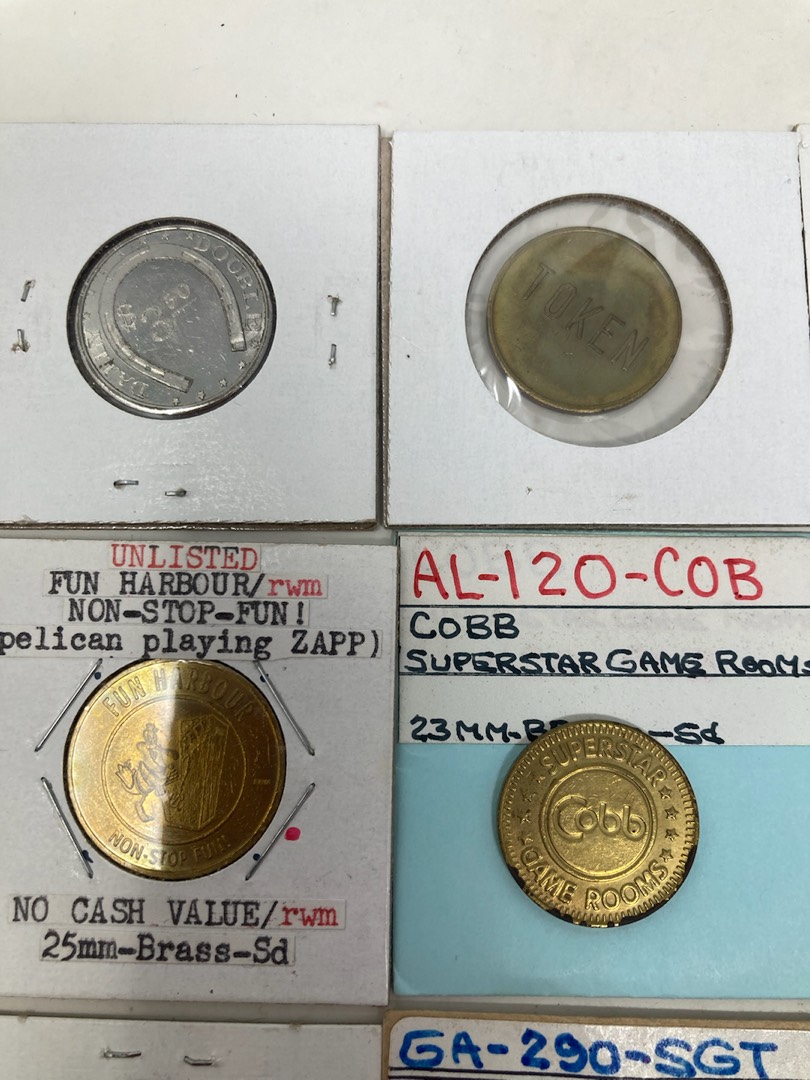 DOUBLE
DATIN
TOKEN
UNLISTED
FUN HARBOUR/rwm
NON-STOP-FUN!
pelican playing ZAPP)
FUN HARBOUR
NON-STOP FUN!
NO CASH VALUE/rwm
25mm-Brass-Sd
AL-120-COB
COBB
SUPERSTAR GAME ROOMS
23MM-BR -Sd
SUPERSTAR
Cobb
GAME ROOMS
GA-290-SGT